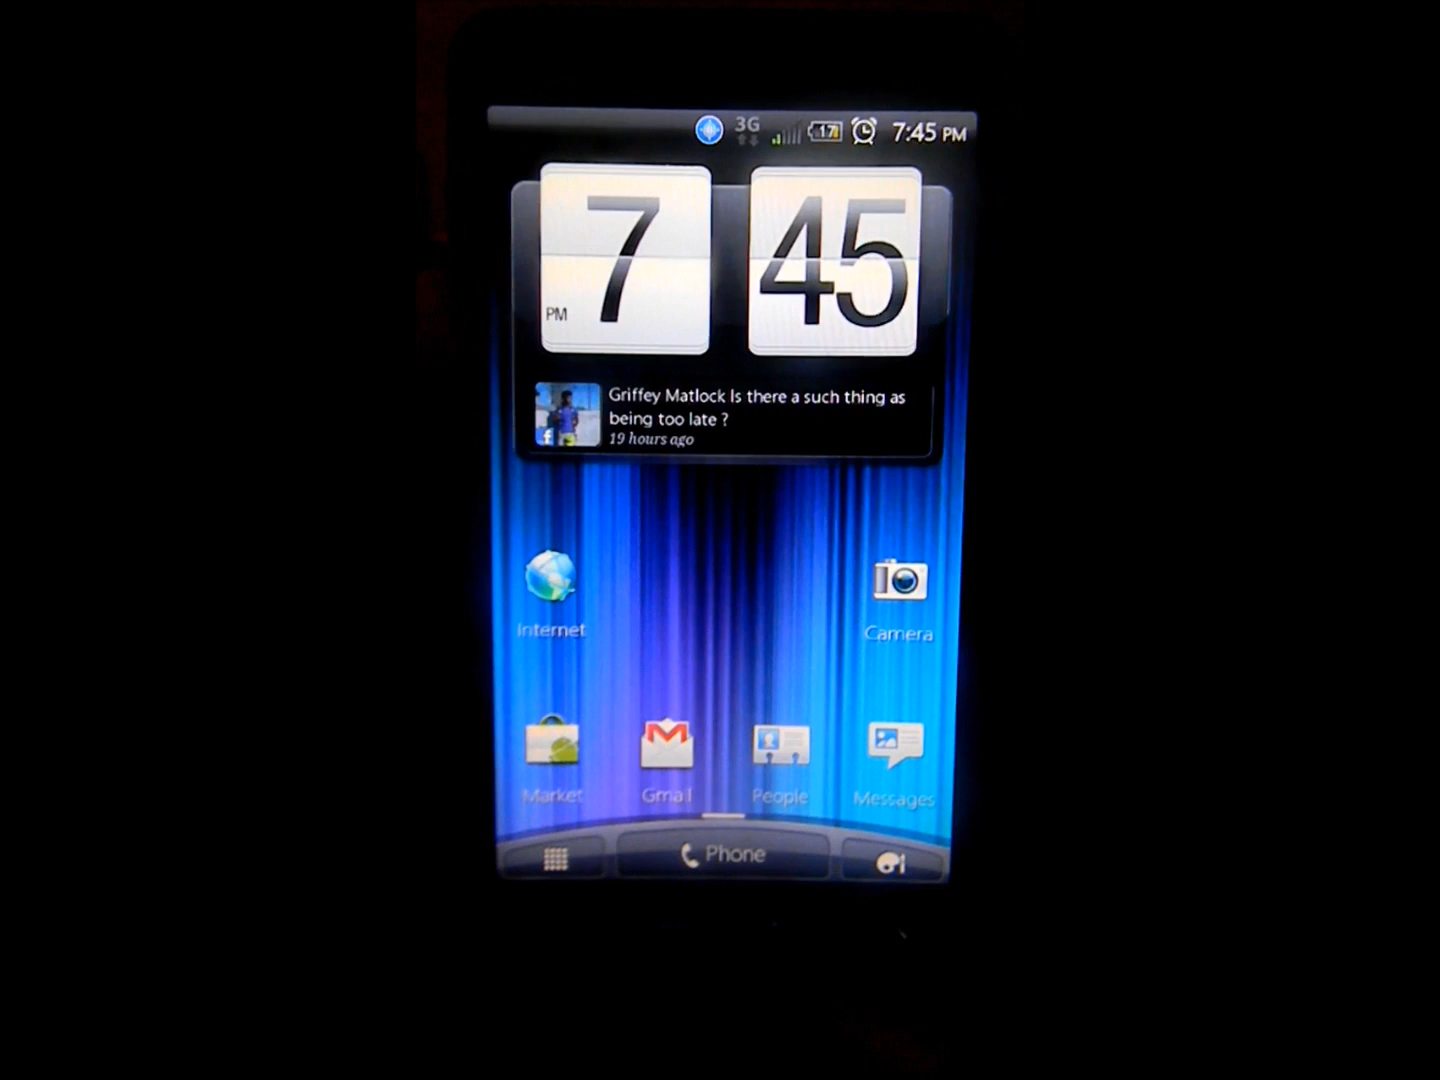 3G 17 7:45 PM
7 45
PM
Griffey Matlock Is there a such thing as
being too late ?
19 hours ago
Internet Camera
Market Gmail People Messages
Phone